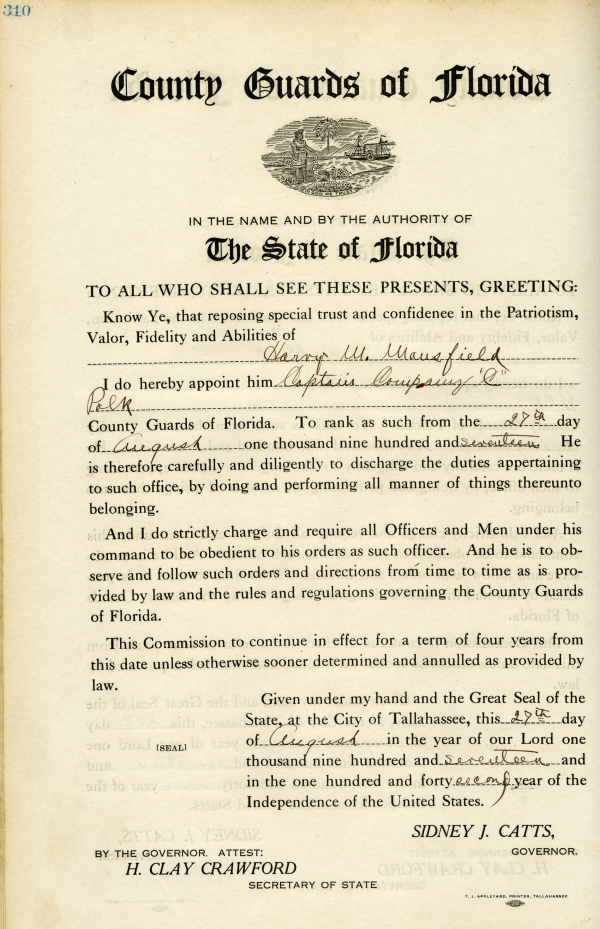 310
County Guards of Florida
IN THE NAME AND BY THE AUTHORITY OF
The State of Florida
TO ALL WHO SHALL SEE THESE PRESENTS, GREETING:
Know Ye, that reposing special trust and confidenee in the Patriotism,
Valor, Fidelity and Abilities of
Harry M. Mansfield
I do hereby appoint him Captain Company "C"
Polk
County Guards of Florida. To rank as such from the 27th day
of August one thousand nine hundred and seventeen He
is therefore carefully and diligently to discharge the duties appertaining
to such office, by doing and performing all manner of things thereunto
belonging.
And I do strictly charge and require all Officers and Men under his
command to be obedient to his orders as such officer. And he is to ob-
serve and follow such orders and directions from time to time as is pro-
vided by law and the rules and regulations governing the County Guards
of Florida.
This Commission to continue in effect for a term of four years from
this date unless otherwise sooner determined and annulled as provided by
law.
Given under my hand and the Great Seal of the
State, at the City of Tallahassee, this 27th day
[SEAL] of August in the year of our Lord one
thousand nine hundred and seventeen and
in the one hundred and forty second year of the
Independence of the United States.
SIDNEY J. CATTS,
BY THE GOVERNOR. ATTEST: GOVERNOR.
H. CLAY CRAWFORD
SECRETARY OF STATE
T. J. APPLEYARD, PRINTER, TALLAHASSEE